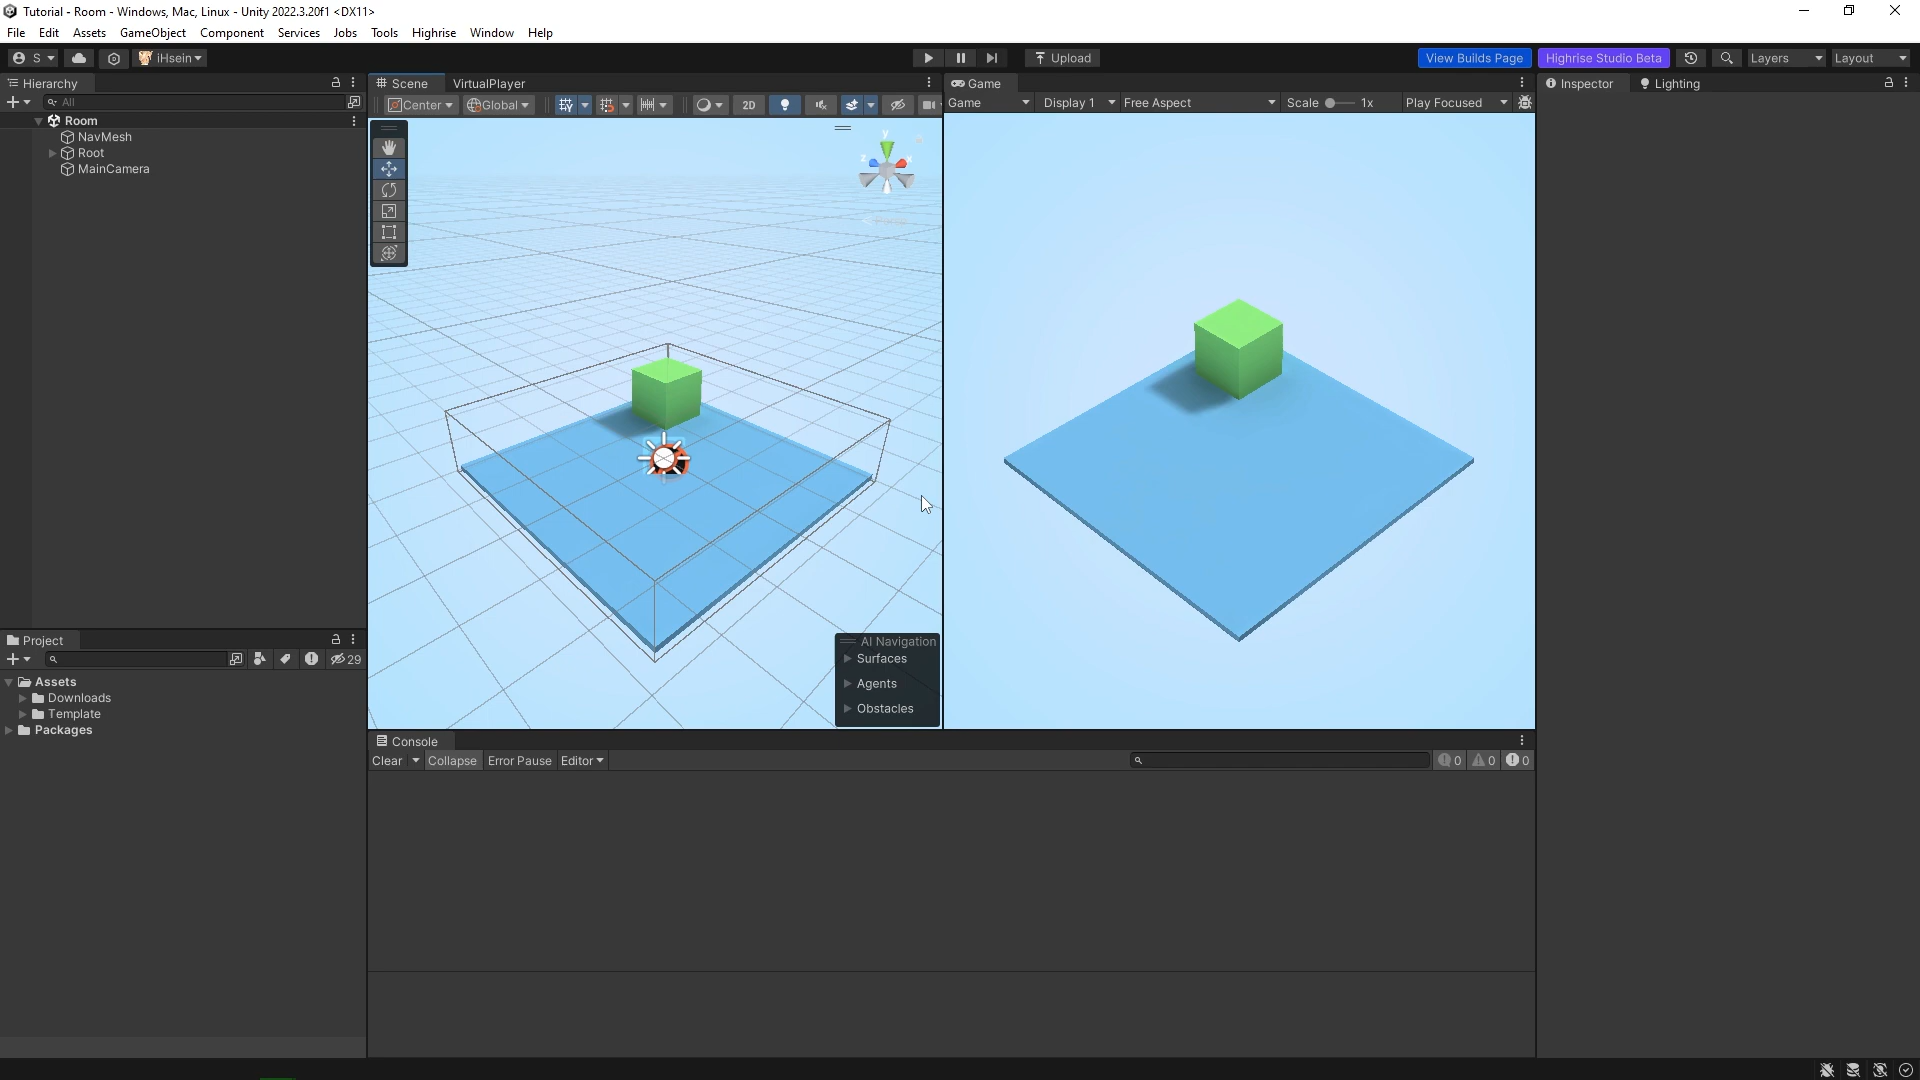 Tutorial - Room - Windows, Mac, Linux - Unity 2022.3.20f1 <DX11>
File Edit Assets GameObject Component Services Jobs Tools Highrise Window Help
S iHsein Upload View Builds Page Highrise Studio Beta Layers Layout
Hierarchy
All
Room
NavMesh
Root
MainCamera
Scene VirtualPlayer
Center Global 2D
y
z x
AI Navigation
Surfaces
Agents
Obstacles
Game
Game Display 1 Free Aspect Scale 1x Play Focused
Inspector Lighting
Project
29
Assets
Downloads
Template
Packages
Console
Clear Collapse Error Pause Editor 0 0 0